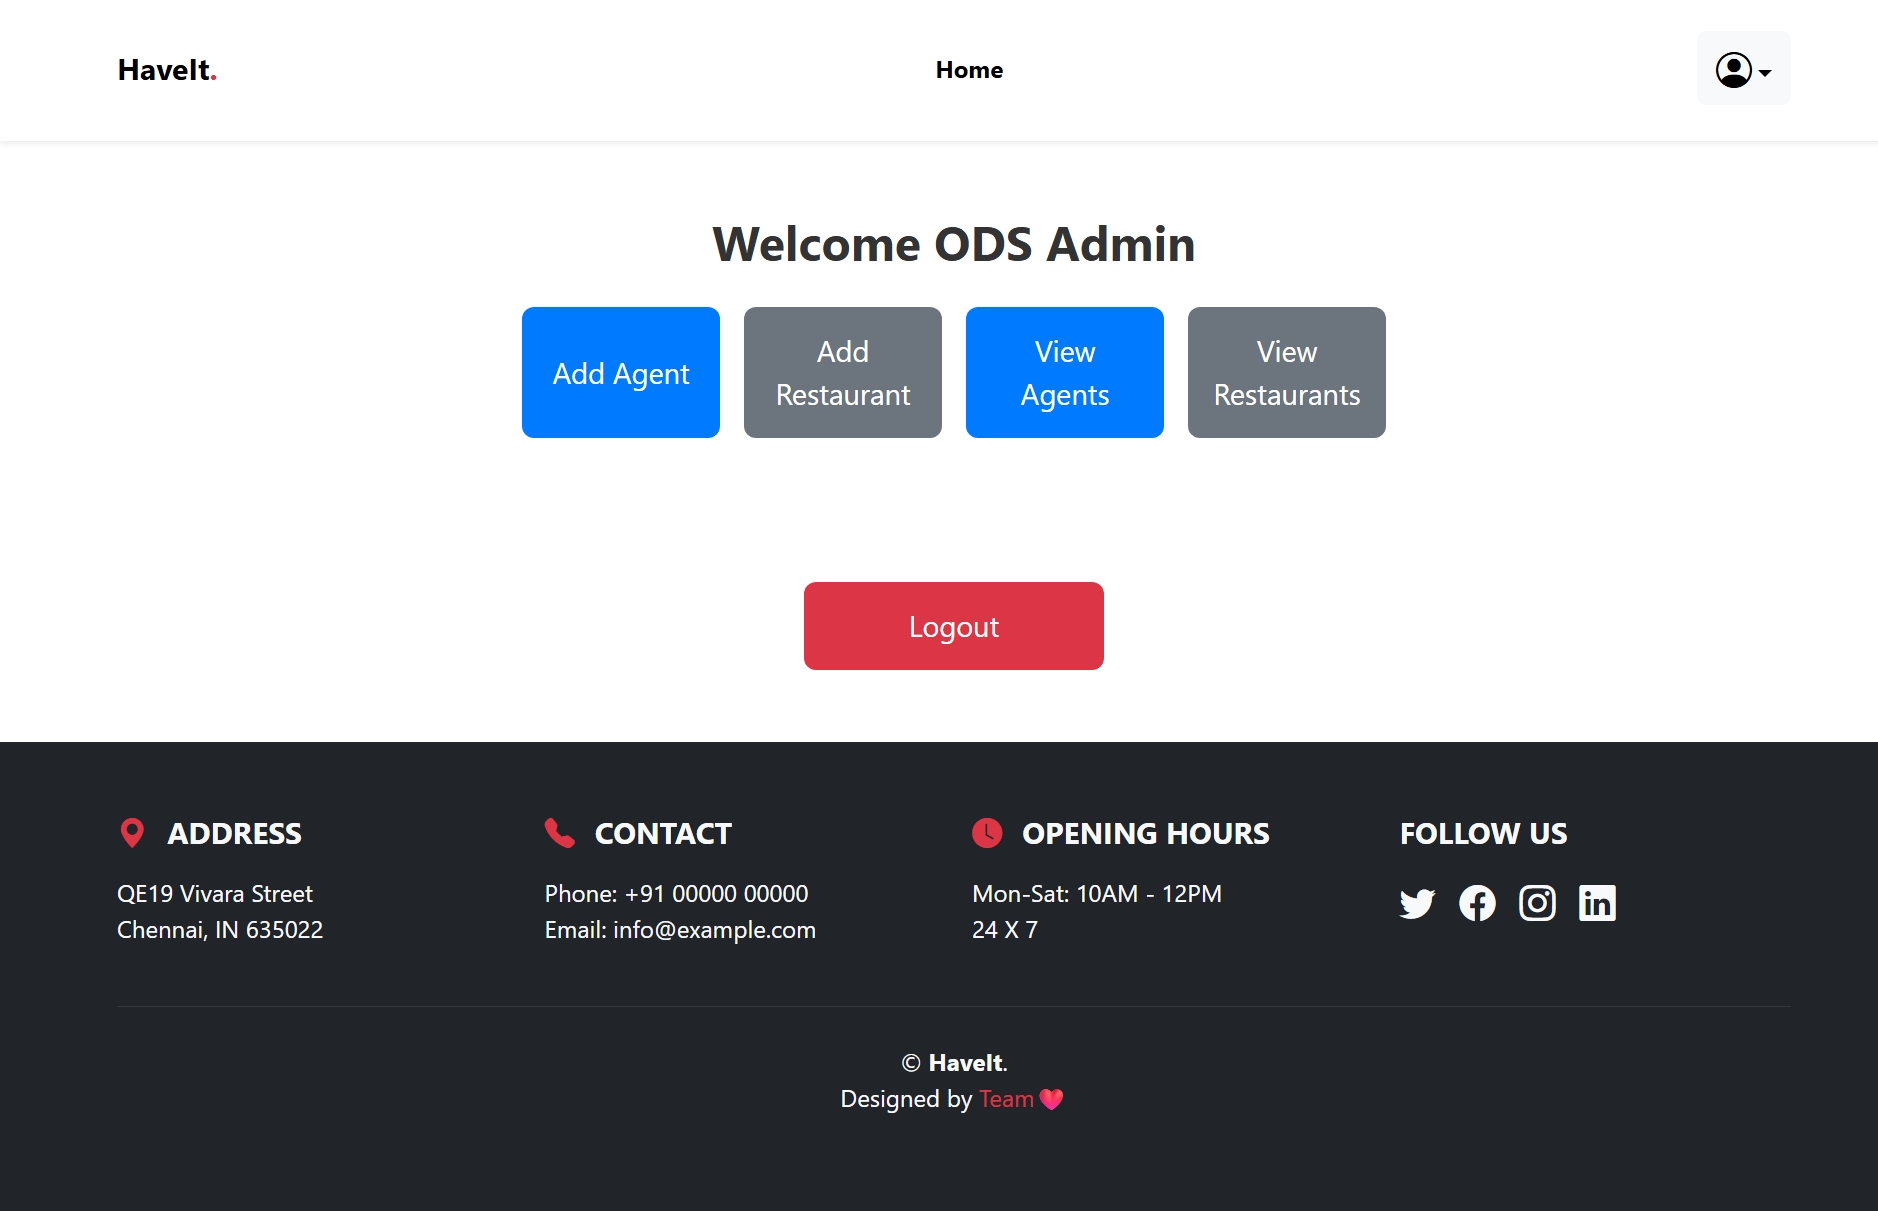 HaveIt.
Home
Welcome ODS Admin
Add Agent
Add
Restaurant
View
Agents
View
Restaurants
Logout
ADDRESS
QE19 Vivara Street
Chennai, IN 635022
CONTACT
Phone: +91 00000 00000
Email: info@example.com
OPENING HOURS
Mon-Sat: 10AM - 12PM
24 X 7
FOLLOW US
© HaveIt.
Designed by Team